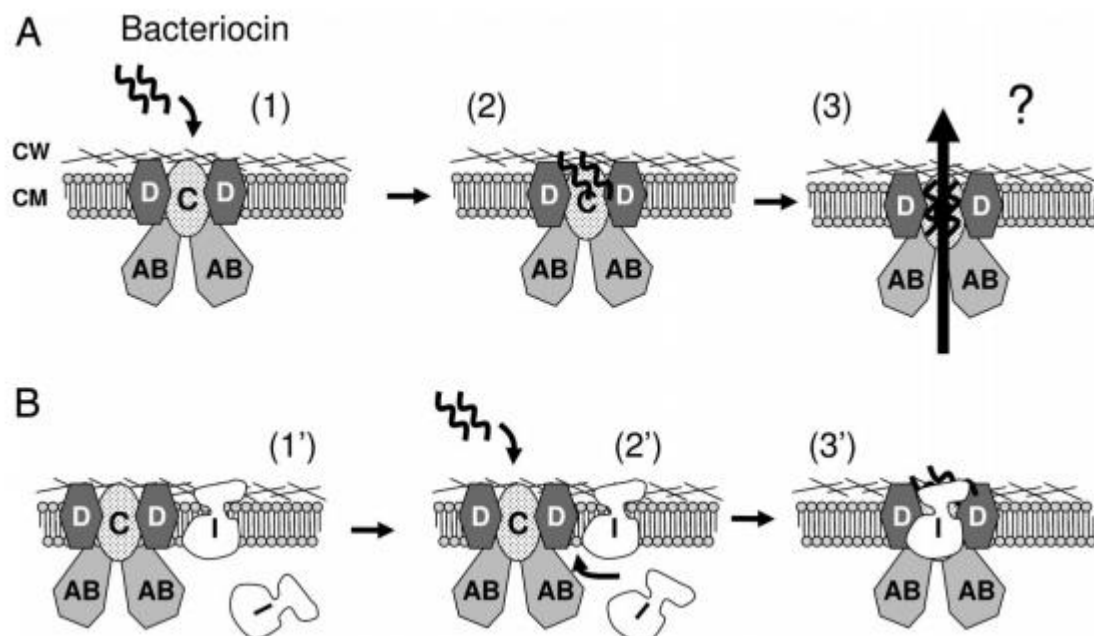 A Bacteriocin
(1) (2) (3) ?
CW
CM
D C D D C D D D
AB AB AB AB AB AB
B
(1') (2') (3')
D C D I D C D I D I D
AB AB I AB AB I AB AB